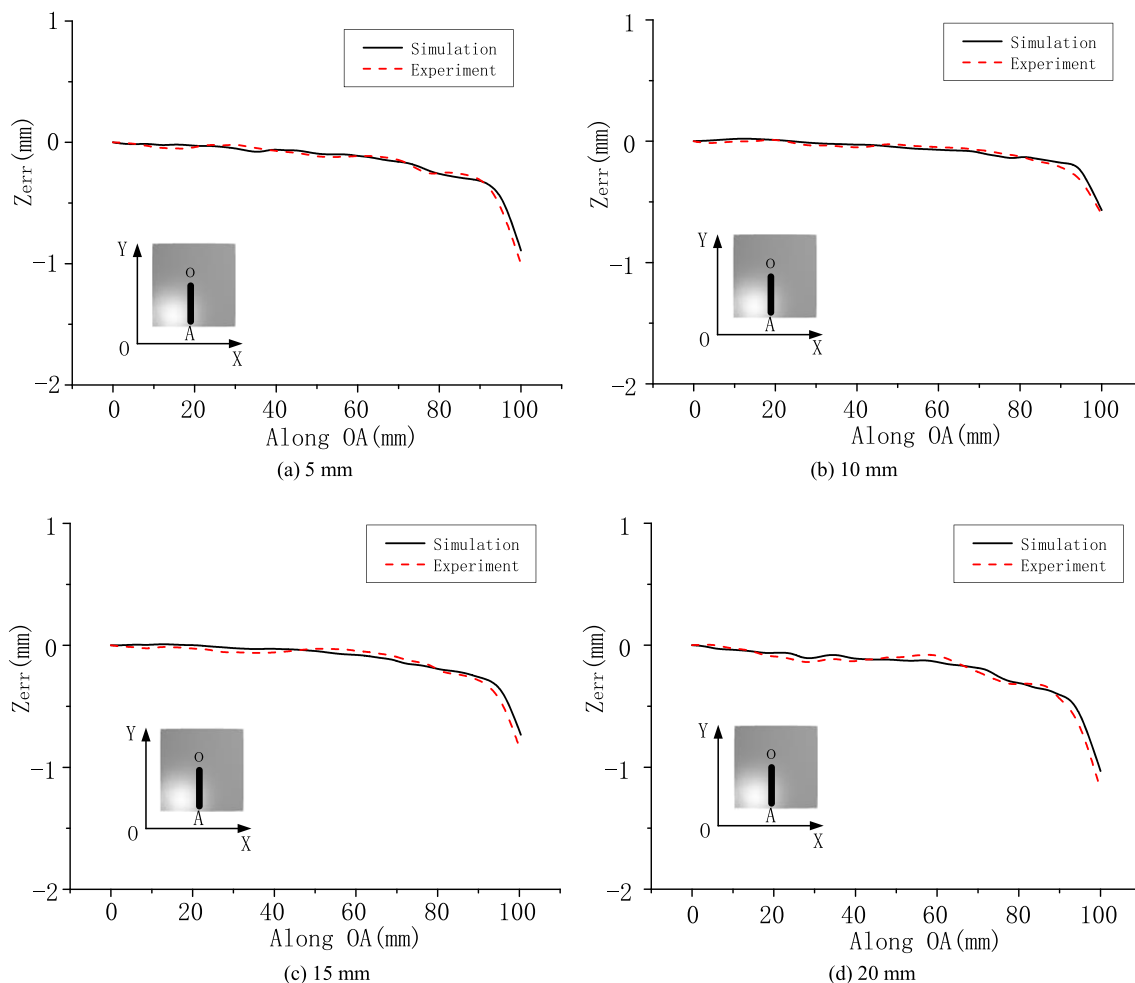 1
0
-1
-2
Zerr(mm)
Simulation
Experiment
Y
O
A
O
X
0 20 40 60 80 100
Along OA(mm)
(a) 5 mm
1
0
-1
-2
Zerr(mm)
Simulation
Experiment
Y
O
A
O
X
0 20 40 60 80 100
Along OA(mm)
(b) 10 mm
1
0
-1
-2
Zerr(mm)
Simulation
Experiment
Y
O
A
O
X
0 20 40 60 80 100
Along OA(mm)
(c) 15 mm
1
0
-1
-2
Zerr(mm)
Simulation
Experiment
Y
O
A
O
X
0 20 40 60 80 100
Along OA(mm)
(d) 20 mm